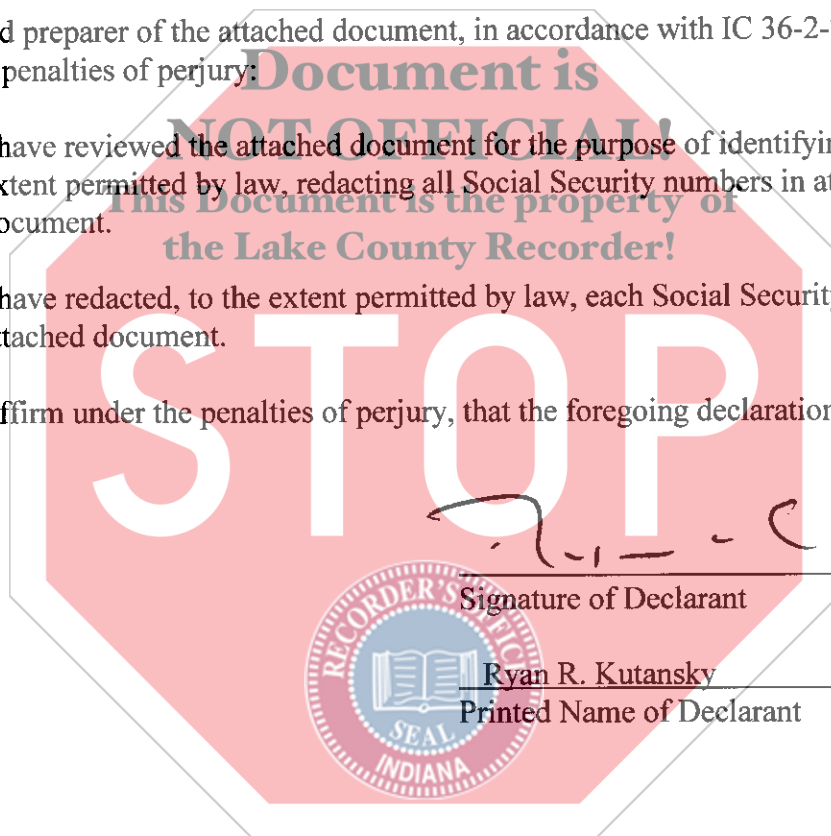 d preparer of the attached document, in accordance with IC 36-2-
penalties of perjury:
Document is
NOT OFFICIAL!
have reviewed the attached document for the purpose of identifyin
xtent permitted by law, redacting all Social Security numbers in at
This Document is the property of
ocument.
the Lake County Recorder!
have redacted, to the extent permitted by law, each Social Securit
ttached document.
STOP
ffirm under the penalties of perjury, that the foregoing declaration
Signature of Declarant
Ryan R. Kutansky
Printed Name of Declarant
RECORDER'S OFFICE
SEAL
INDIANA